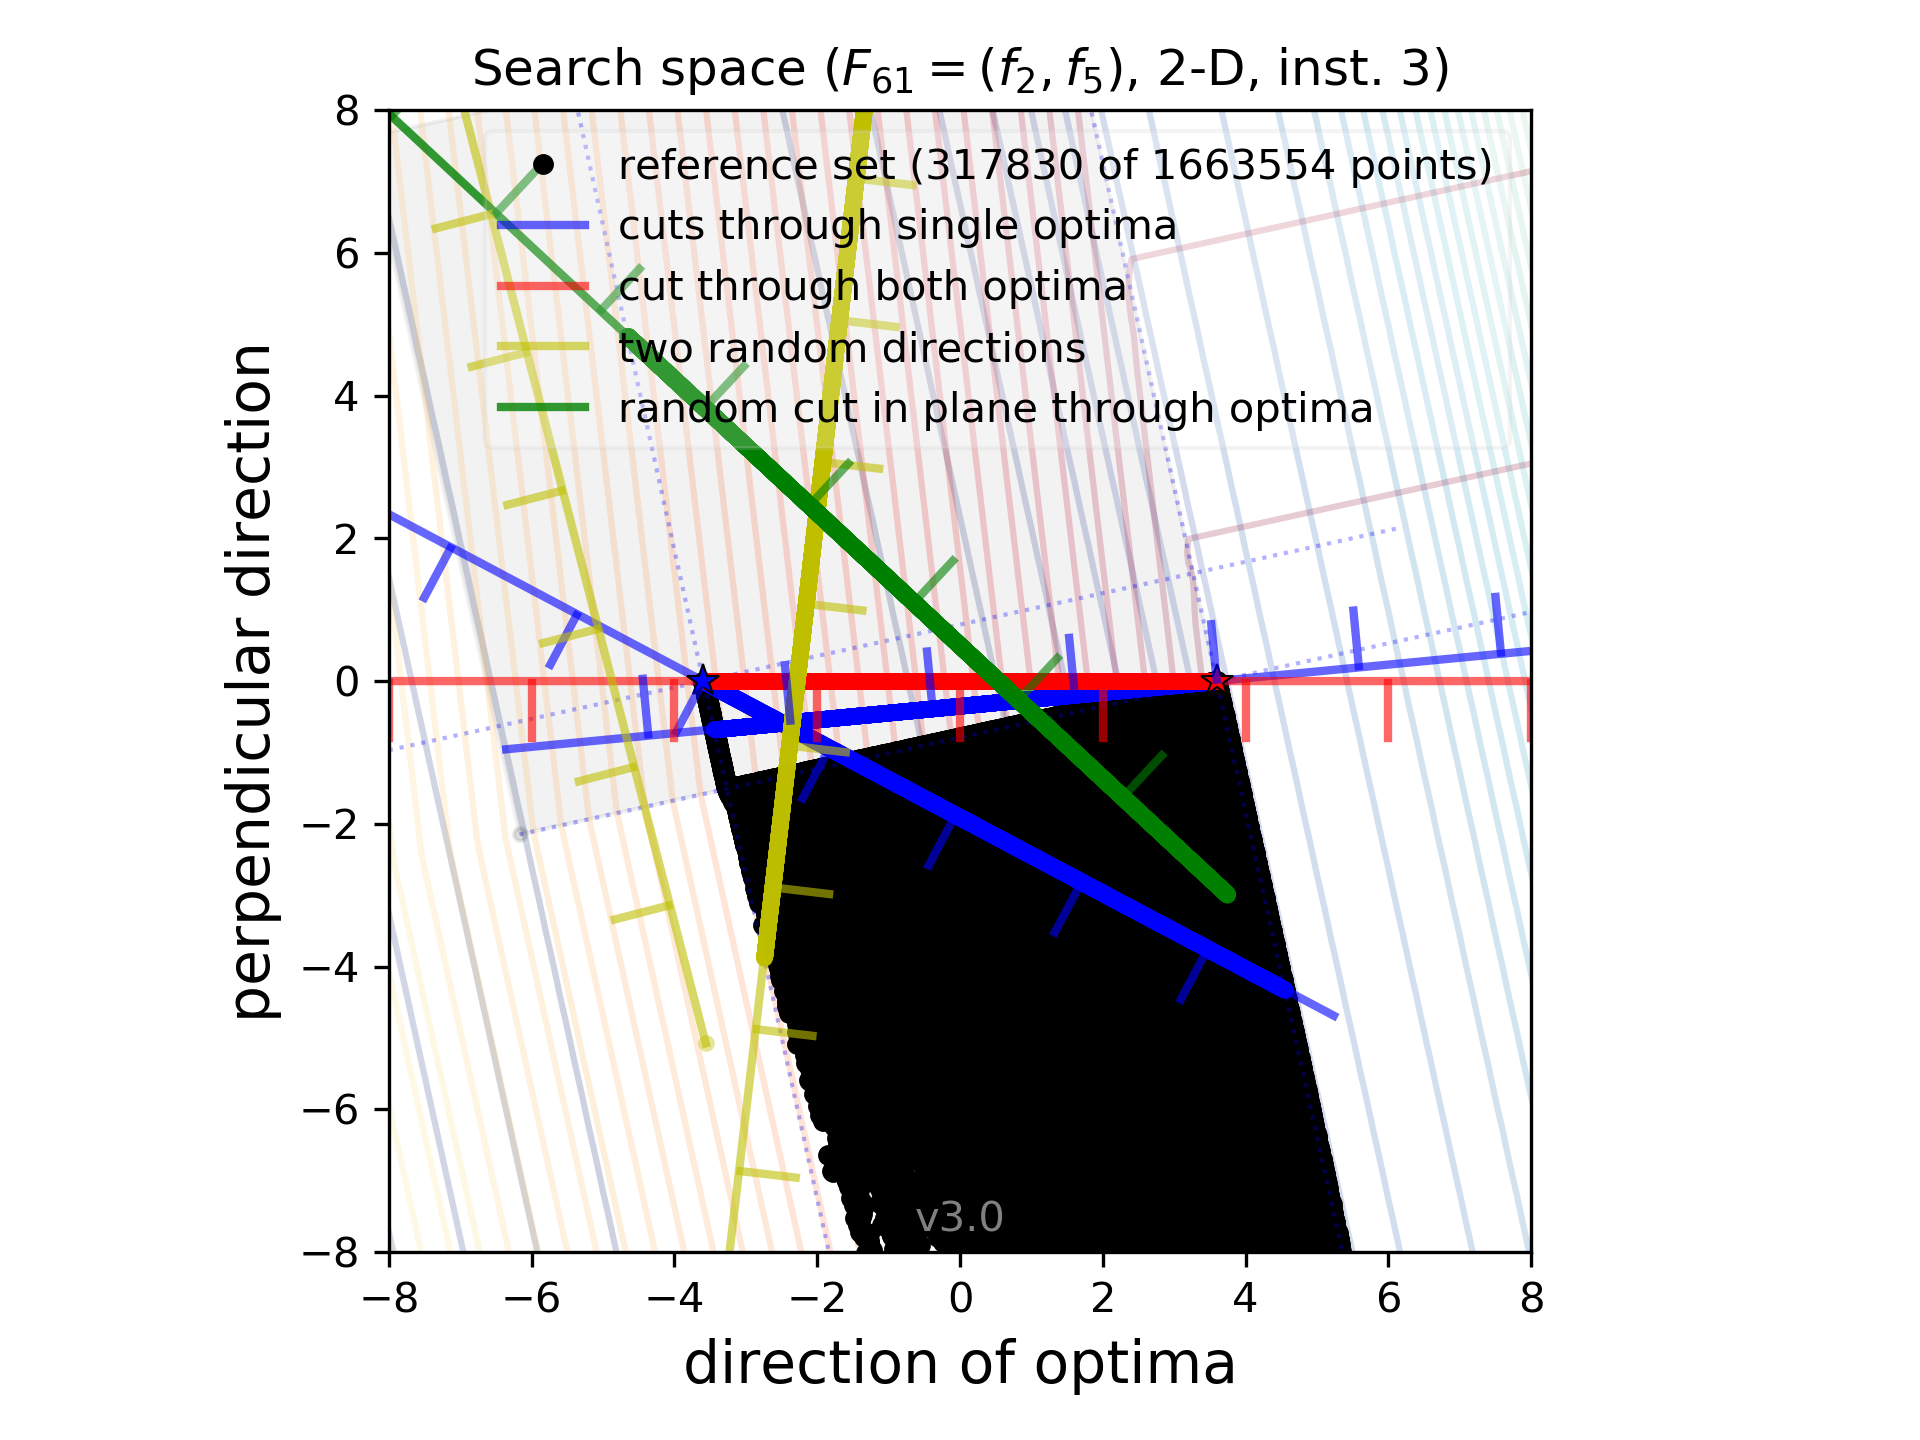 Search space (F61 = (f2, f5), 2-D, inst. 3)
perpendicular direction
8
6
4
2
0
−2
−4
−6
−8
reference set (317830 of 1663554 points)
cuts through single optima
cut through both optima
two random directions
random cut in plane through optima
v3.0
−8 −6 −4 −2 0 2 4 6 8
direction of optima